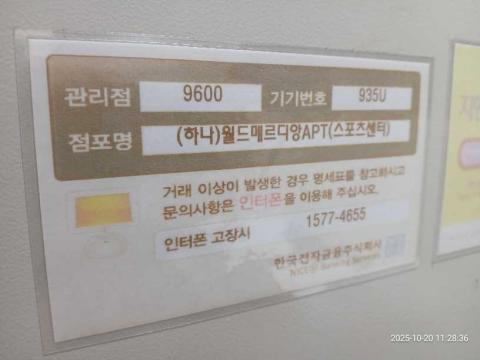 관리점 9600 기기번호 935U
점포명 (하나)월드메르디앙APT(스포츠센터)
거래 이상이 발생한 경우 명세표를 참고하시고
문의사항은 인터폰을 이용해 주십시오.
인터폰 고장시 1577-4655
한국전자금융주식회사
2025-10-20 11:28:36